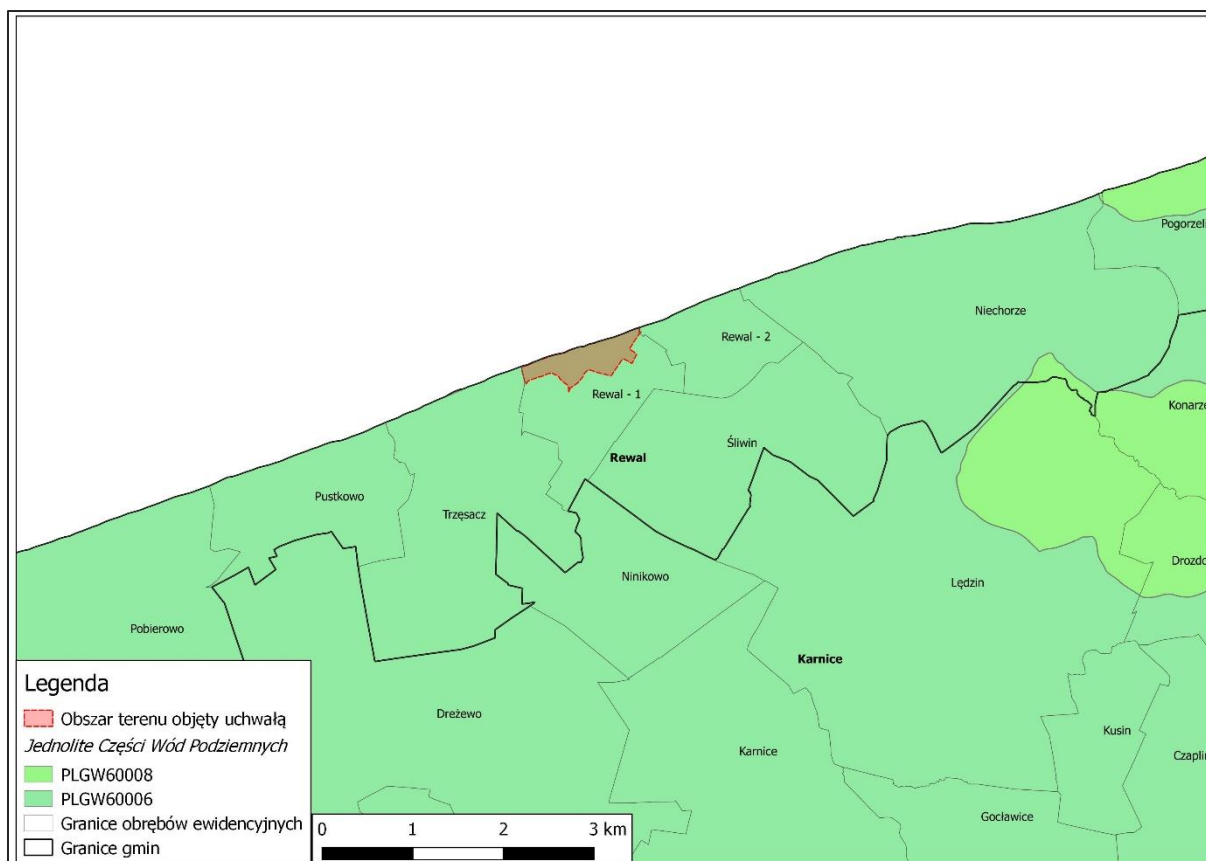 Pogorzeli
Niechorze
Rewal - 2
Rewal - 1
Konarze
Śliwin
Rewal
Pustkowo
Trzęsacz
Drozdo
Ninikowo
Lędzin
Pobierowo
Karnice
Dreżewo
Kusin
Karnice
Czaplin
Gocławice
Legenda
Obszar terenu objęty uchwałą
Jednolite Części Wód Podziemnych
PLGW60008
PLGW60006
Granice obrębów ewidencyjnych
Granice gmin
0 1 2 3 km